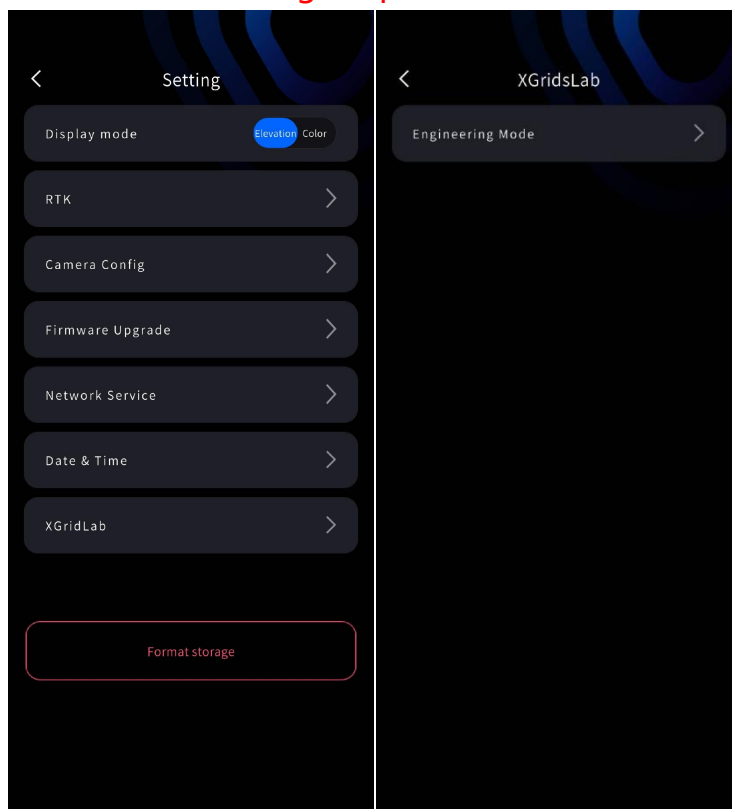 Setting
Display mode
Elevation Color
RTK
Camera Config
Firmware Upgrade
Network Service
Date & Time
XGridLab
Format storage
XGridsLab
Engineering Mode